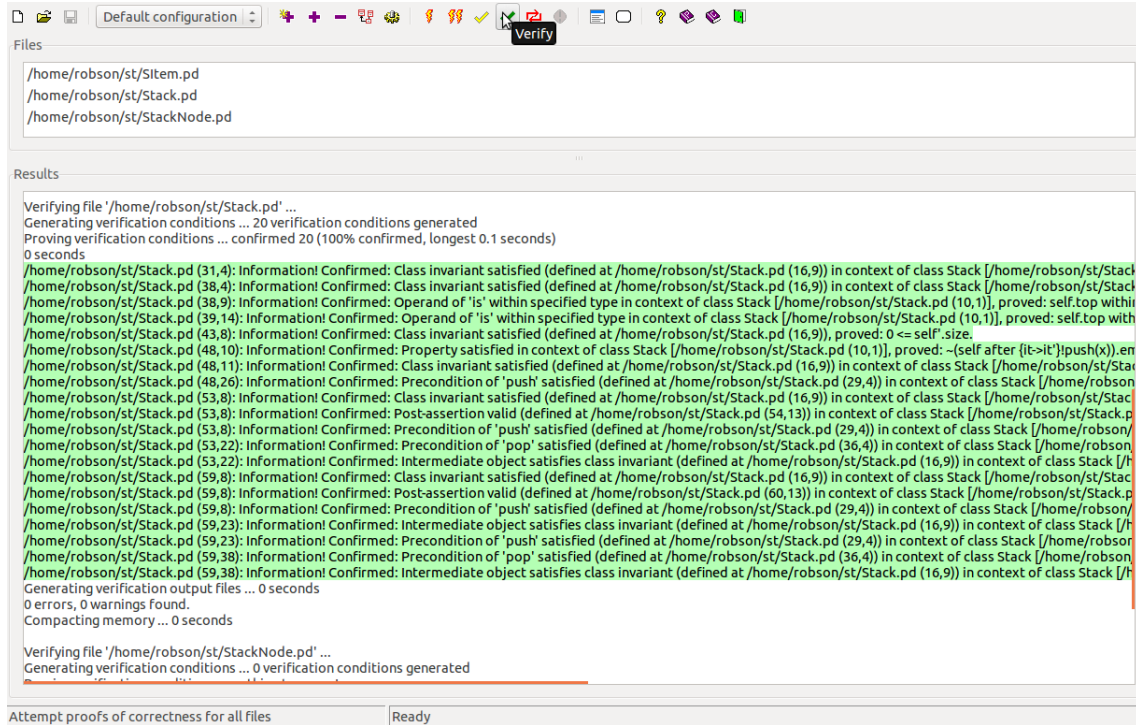 Default configuration
Verify
Files
/home/robson/st/SItem.pd
/home/robson/st/Stack.pd
/home/robson/st/StackNode.pd
Results
Verifying file '/home/robson/st/Stack.pd' ...
Generating verification conditions ... 20 verification conditions generated
Proving verification conditions ... confirmed 20 (100% confirmed, longest 0.1 seconds)
0 seconds
/home/robson/st/Stack.pd (31,4): Information! Confirmed: Class invariant satisfied (defined at /home/robson/st/Stack.pd (16,9)) in context of class Stack [/home/robson/st/Stack
/home/robson/st/Stack.pd (38,4): Information! Confirmed: Class invariant satisfied (defined at /home/robson/st/Stack.pd (16,9)) in context of class Stack [/home/robson/st/Stack
/home/robson/st/Stack.pd (38,9): Information! Confirmed: Operand of 'is' within specified type in context of class Stack [/home/robson/st/Stack.pd (10,1)], proved: self.top withi
/home/robson/st/Stack.pd (39,14): Information! Confirmed: Operand of 'is' within specified type in context of class Stack [/home/robson/st/Stack.pd (10,1)], proved: self.top with
/home/robson/st/Stack.pd (43,8): Information! Confirmed: Class invariant satisfied (defined at /home/robson/st/Stack.pd (16,9)), proved: 0 <= self'.size.
/home/robson/st/Stack.pd (48,10): Information! Confirmed: Property satisfied in context of class Stack [/home/robson/st/Stack.pd (10,1)], proved: ~(self after {it->it'}!push(x)).em
/home/robson/st/Stack.pd (48,11): Information! Confirmed: Class invariant satisfied (defined at /home/robson/st/Stack.pd (16,9)) in context of class Stack [/home/robson/st/Stac
/home/robson/st/Stack.pd (48,26): Information! Confirmed: Precondition of 'push' satisfied (defined at /home/robson/st/Stack.pd (29,4)) in context of class Stack [/home/robson
/home/robson/st/Stack.pd (53,8): Information! Confirmed: Class invariant satisfied (defined at /home/robson/st/Stack.pd (16,9)) in context of class Stack [/home/robson/st/Stac
/home/robson/st/Stack.pd (53,8): Information! Confirmed: Post-assertion valid (defined at /home/robson/st/Stack.pd (54,13)) in context of class Stack [/home/robson/st/Stack.p
/home/robson/st/Stack.pd (53,8): Information! Confirmed: Precondition of 'push' satisfied (defined at /home/robson/st/Stack.pd (29,4)) in context of class Stack [/home/robson/
/home/robson/st/Stack.pd (53,22): Information! Confirmed: Precondition of 'pop' satisfied (defined at /home/robson/st/Stack.pd (36,4)) in context of class Stack [/home/robson/
/home/robson/st/Stack.pd (53,22): Information! Confirmed: Intermediate object satisfies class invariant (defined at /home/robson/st/Stack.pd (16,9)) in context of class Stack [/h
/home/robson/st/Stack.pd (59,8): Information! Confirmed: Class invariant satisfied (defined at /home/robson/st/Stack.pd (16,9)) in context of class Stack [/home/robson/st/Stac
/home/robson/st/Stack.pd (59,8): Information! Confirmed: Post-assertion valid (defined at /home/robson/st/Stack.pd (60,13)) in context of class Stack [/home/robson/st/Stack.p
/home/robson/st/Stack.pd (59,8): Information! Confirmed: Precondition of 'push' satisfied (defined at /home/robson/st/Stack.pd (29,4)) in context of class Stack [/home/robson/
/home/robson/st/Stack.pd (59,23): Information! Confirmed: Intermediate object satisfies class invariant (defined at /home/robson/st/Stack.pd (16,9)) in context of class Stack [/h
/home/robson/st/Stack.pd (59,23): Information! Confirmed: Precondition of 'push' satisfied (defined at /home/robson/st/Stack.pd (29,4)) in context of class Stack [/home/robson
/home/robson/st/Stack.pd (59,38): Information! Confirmed: Precondition of 'pop' satisfied (defined at /home/robson/st/Stack.pd (36,4)) in context of class Stack [/home/robson,
/home/robson/st/Stack.pd (59,38): Information! Confirmed: Intermediate object satisfies class invariant (defined at /home/robson/st/Stack.pd (16,9)) in context of class Stack [/h
Generating verification output files ... 0 seconds
0 errors, 0 warnings found.
Compacting memory ... 0 seconds
Verifying file '/home/robson/st/StackNode.pd' ...
Generating verification conditions ... 0 verification conditions generated
Attempt proofs of correctness for all files
Ready